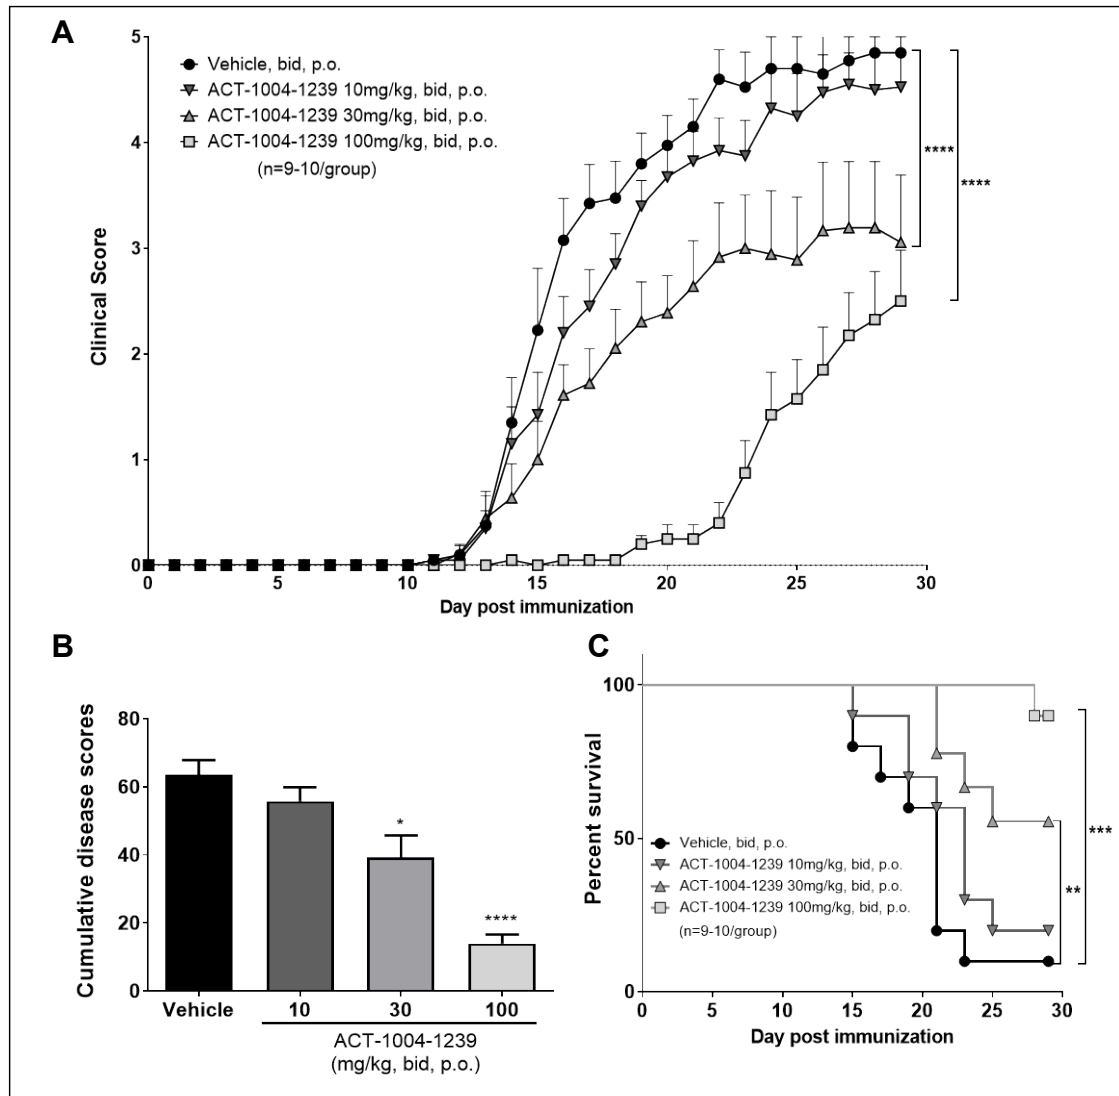 A
5
4
3
2
1
0
Clinical Score
Vehicle, bid, p.o.
ACT-1004-1239 10mg/kg, bid, p.o.
ACT-1004-1239 30mg/kg, bid, p.o.
ACT-1004-1239 100mg/kg, bid, p.o.
(n=9-10/group)
****
****
0 5 10 15 20 25 30
Day post immunization
B
Cumulative disease scores
80
60
40
20
0
*
****
Vehicle 10 30 100
ACT-1004-1239
(mg/kg, bid, p.o.)
C
Percent survival
100
50
0
Vehicle, bid, p.o.
ACT-1004-1239 10mg/kg, bid, p.o.
ACT-1004-1239 30mg/kg, bid, p.o.
ACT-1004-1239 100mg/kg, bid, p.o.
(n=9-10/group)
***
**
0 5 10 15 20 25 30
Day post immunization